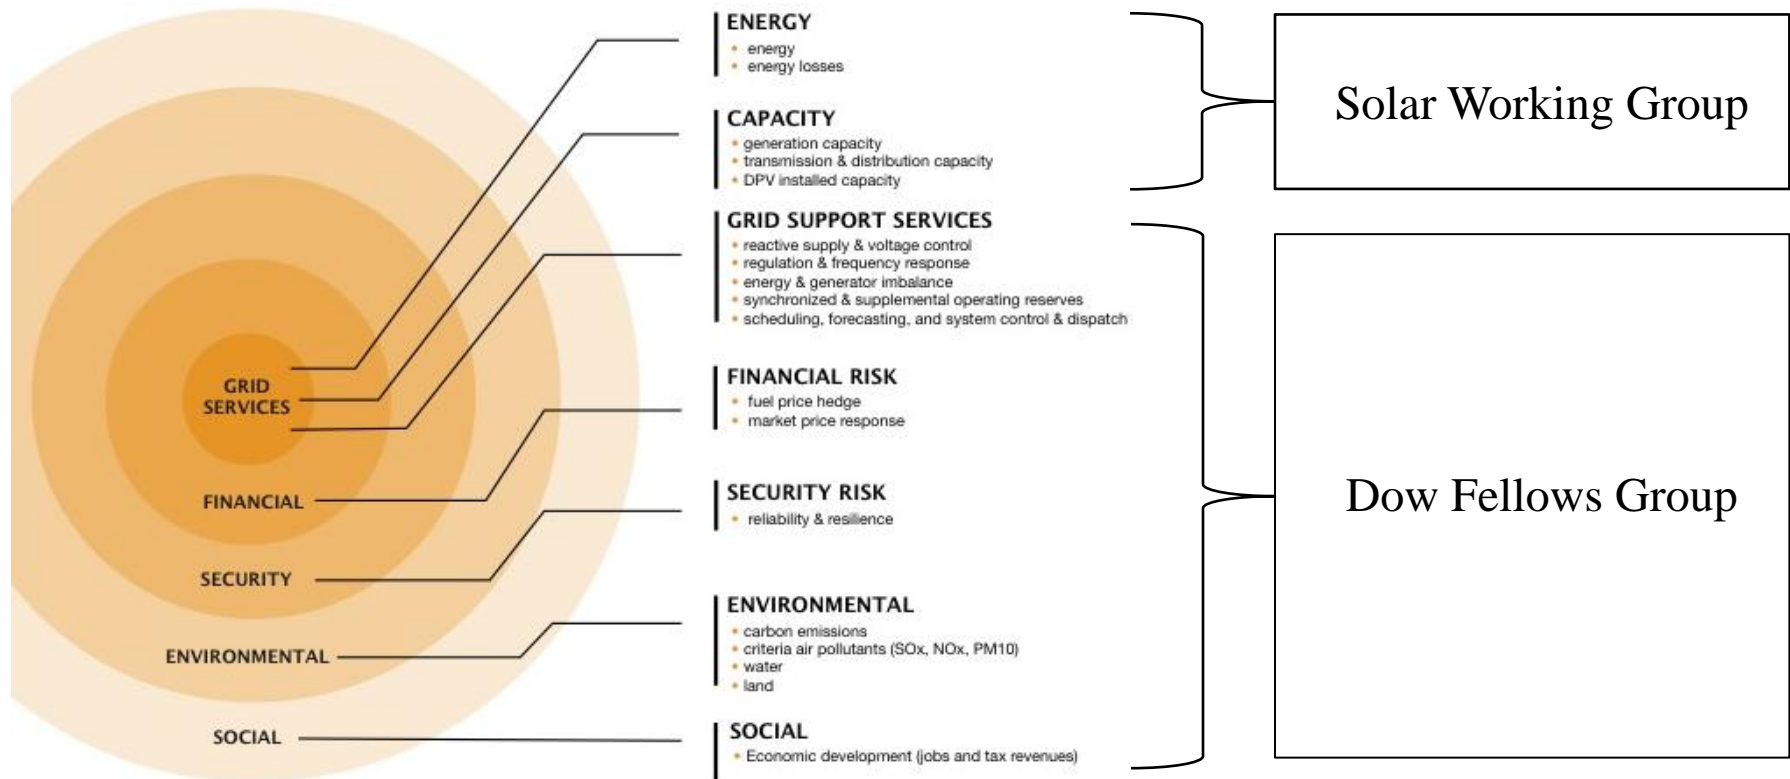 GRID
SERVICES
FINANCIAL
SECURITY
ENVIRONMENTAL
SOCIAL
ENERGY
• energy
• energy losses
CAPACITY
• generation capacity
• transmission & distribution capacity
• DPV installed capacity
GRID SUPPORT SERVICES
• reactive supply & voltage control
• regulation & frequency response
• energy & generator imbalance
• synchronized & supplemental operating reserves
• scheduling, forecasting, and system control & dispatch
FINANCIAL RISK
• fuel price hedge
• market price response
SECURITY RISK
• reliability & resilience
ENVIRONMENTAL
• carbon emissions
• criteria air pollutants (SOx, NOx, PM10)
• water
• land
SOCIAL
• Economic development (jobs and tax revenues)
Solar Working Group
Dow Fellows Group